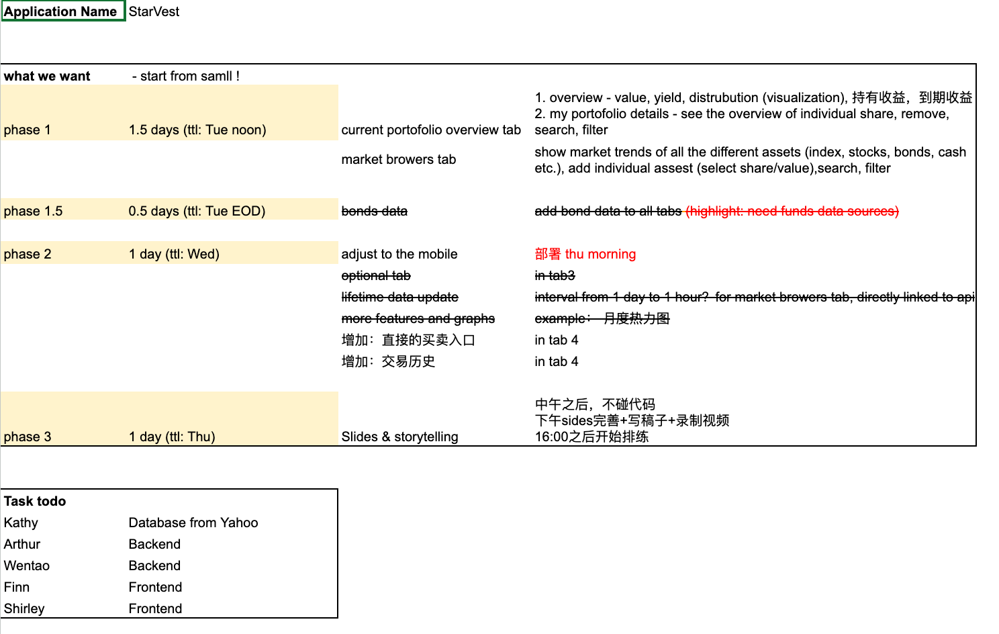 Application Name StarVest
what we want - start from samll !
1. overview - value, yield, distrubution (visualization), 持有收益，到期收益
2. my portofolio details - see the overview of individual share, remove,
phase 1 1.5 days (ttl: Tue noon) current portofolio overview tab search, filter
show market trends of all the different assets (index, stocks, bonds, cash
market browers tab
etc.), add individual assest (select share/value),search, filter
phase 1.5 0.5 days (ttl: Tue EOD) bonds data add bond data to all tabs (highlight: need funds data sources)
phase 2 1 day (ttl: Wed) adjust to the mobile 部署 thu morning
optional tab in tab3
lifetime data update interval from 1 day to 1 hour? for market browers tab, directly linked to api
more features and graphs example： 月度热力图
增加：直接的买卖入口 in tab 4
增加：交易历史 in tab 4
中午之后，不碰代码
下午sides完善+写稿子+录制视频
phase 3 1 day (ttl: Thu) Slides & storytelling 16:00之后开始排练
Task todo
Kathy Database from Yahoo
Arthur Backend
Wentao Backend
Finn Frontend
Shirley Frontend